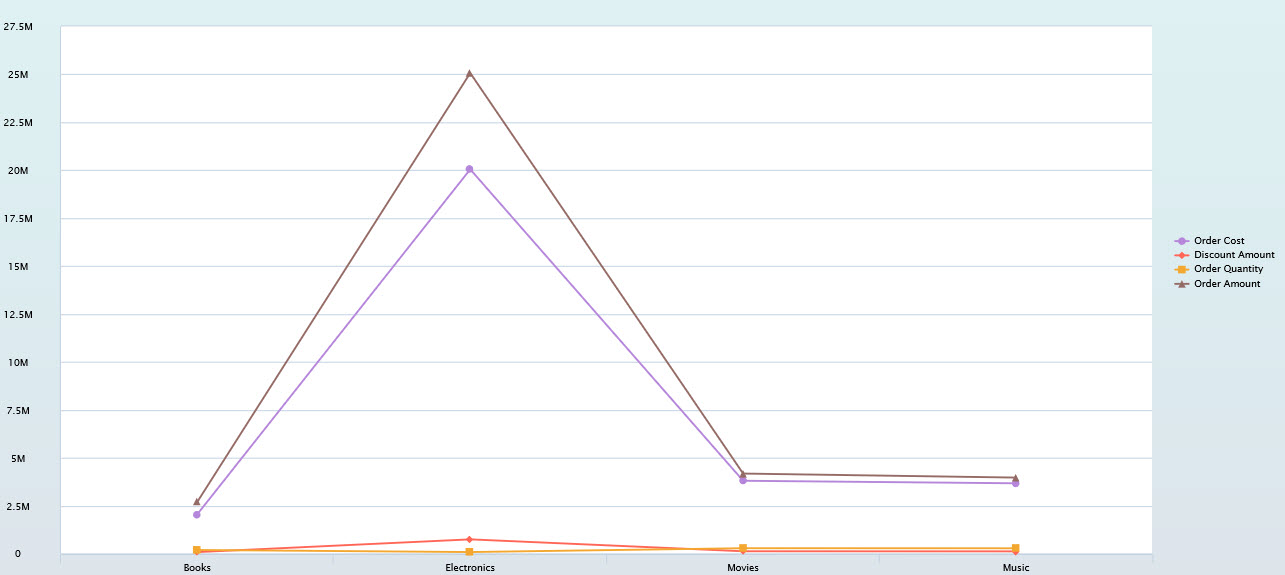 27.5M
25M
22.5M
20M
17.5M
15M
12.5M
10M
7.5M
5M
2.5M
0
Books Electronics Movies Music
Order Cost
Discount Amount
Order Quantity
Order Amount